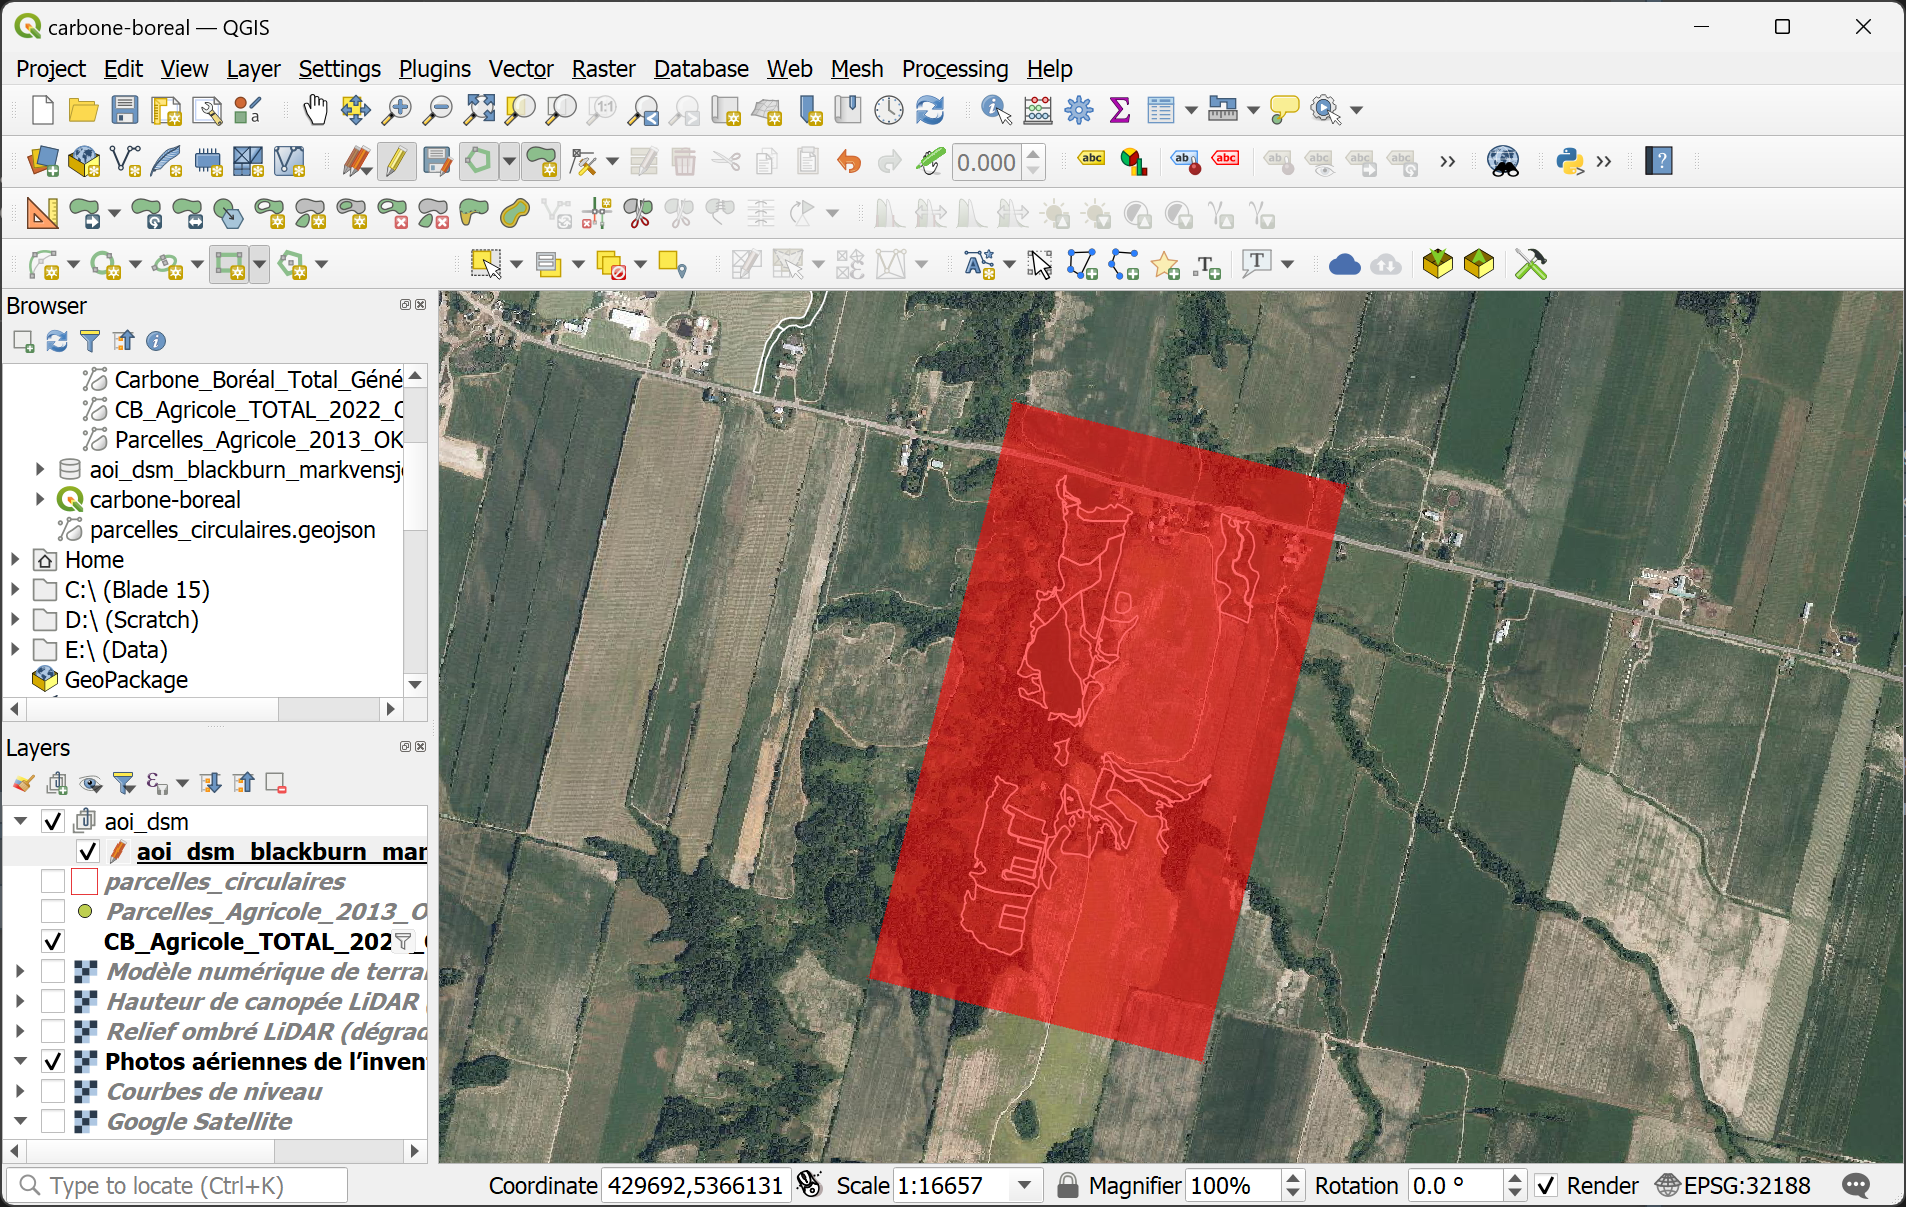 carbone-boreal — QGIS
Project Edit View Layer Settings Plugins Vector Raster Database Web Mesh Processing Help
0.000
Browser
Carbone_Boréal_Total_Géné
CB_Agricole_TOTAL_2022_C
Parcelles_Agricole_2013_OK
aoi_dsm_blackburn_markvensj
carbone-boreal
parcelles_circulaires.geojson
Home
C:\ (Blade 15)
D:\ (Scratch)
E:\ (Data)
GeoPackage
Layers
aoi_dsm
aoi_dsm_blackburn_mar
parcelles_circulaires
Parcelles_Agricole_2013_O
CB_Agricole_TOTAL_202
Modèle numérique de terrai
Hauteur de canopée LiDAR (
Relief ombré LiDAR (dégrad
Photos aériennes de l’inven
Courbes de niveau
Google Satellite
Type to locate (Ctrl+K) Coordinate 429692,5366131 Scale 1:16657 Magnifier 100% Rotation 0.0 ° Render EPSG:32188